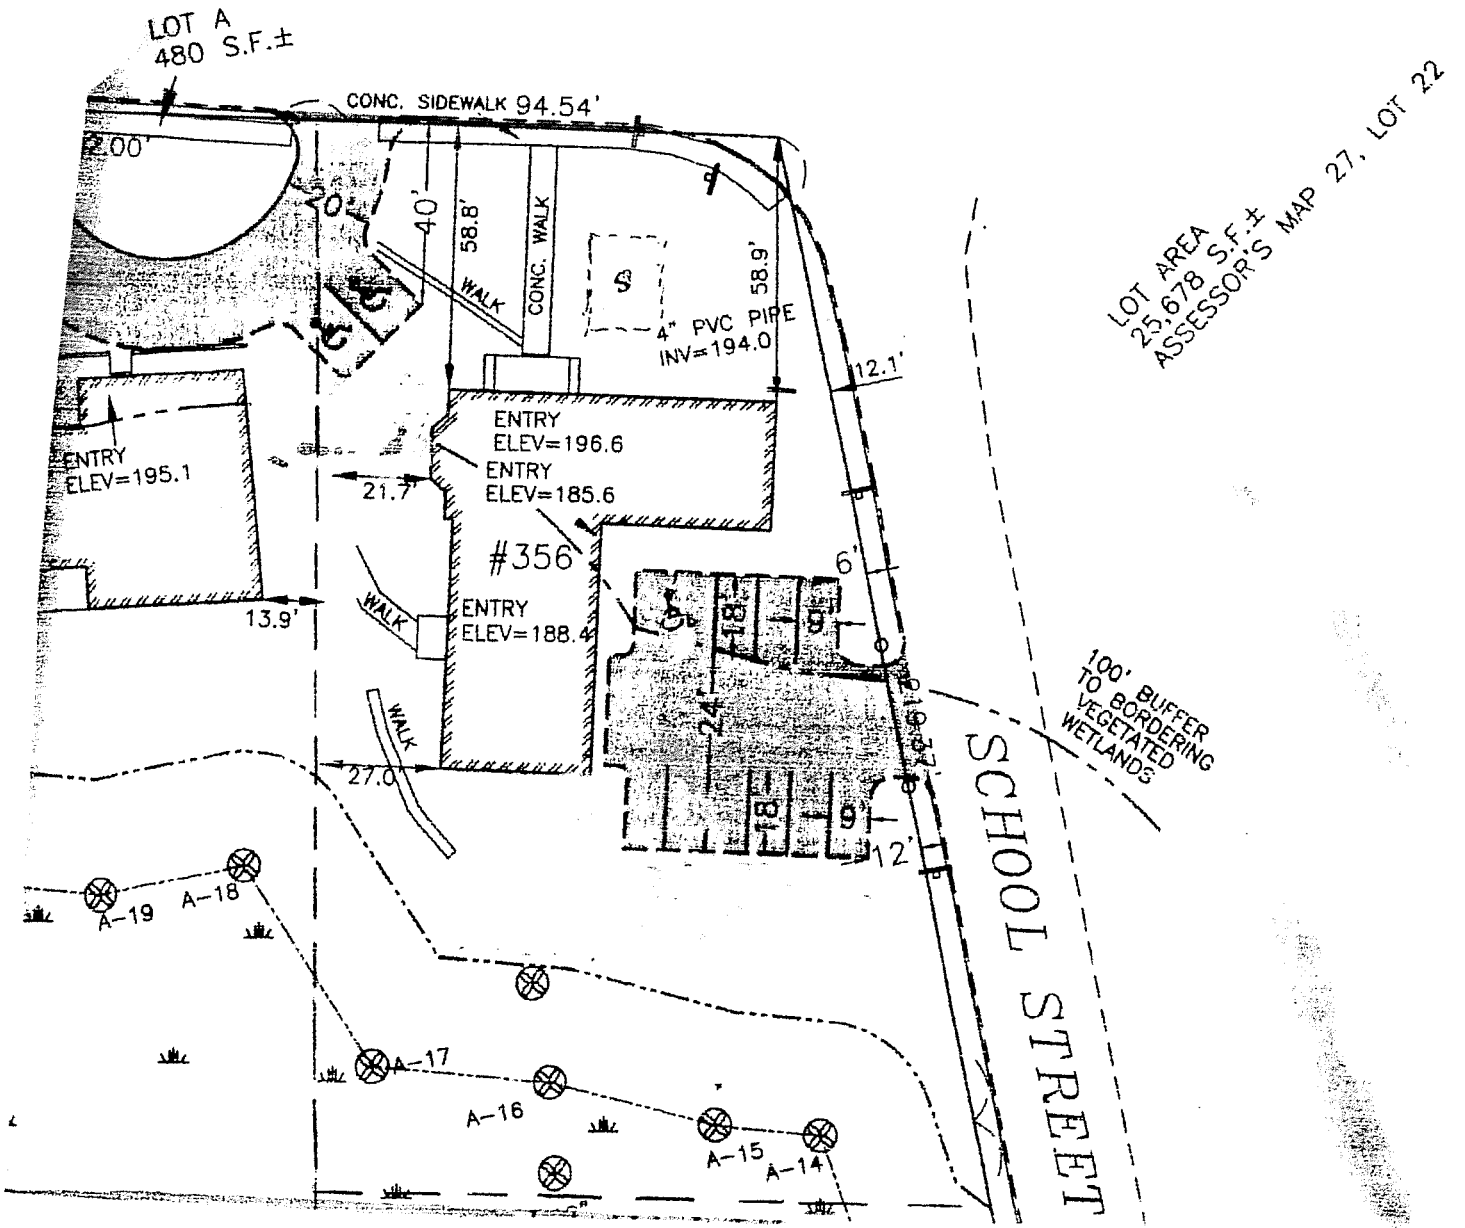 LOT A
480 S.F.±
CONC. SIDEWALK 94.54'
2.00'
40'
58.8'
CONC. WALK
WALK
S
58.9'
4" PVC PIPE
INV=194.0
12.1'
LOT AREA
25,678 S.F.±
ASSESSOR'S MAP 27, LOT 22
ENTRY
ELEV=196.6
ENTRY
ELEV=185.6
ENTRY
ELEV=195.1
21.7'
#356
6'
13.9'
WALK
ENTRY
ELEV=188.4
18'
9'
24'
WALK
27.0'
18'
9'
12'
100' BUFFER
TO BORDERING
VEGETATED
WETLANDS
SCHOOL STREET
A-19
A-18
A-17
A-16
A-15
A-14